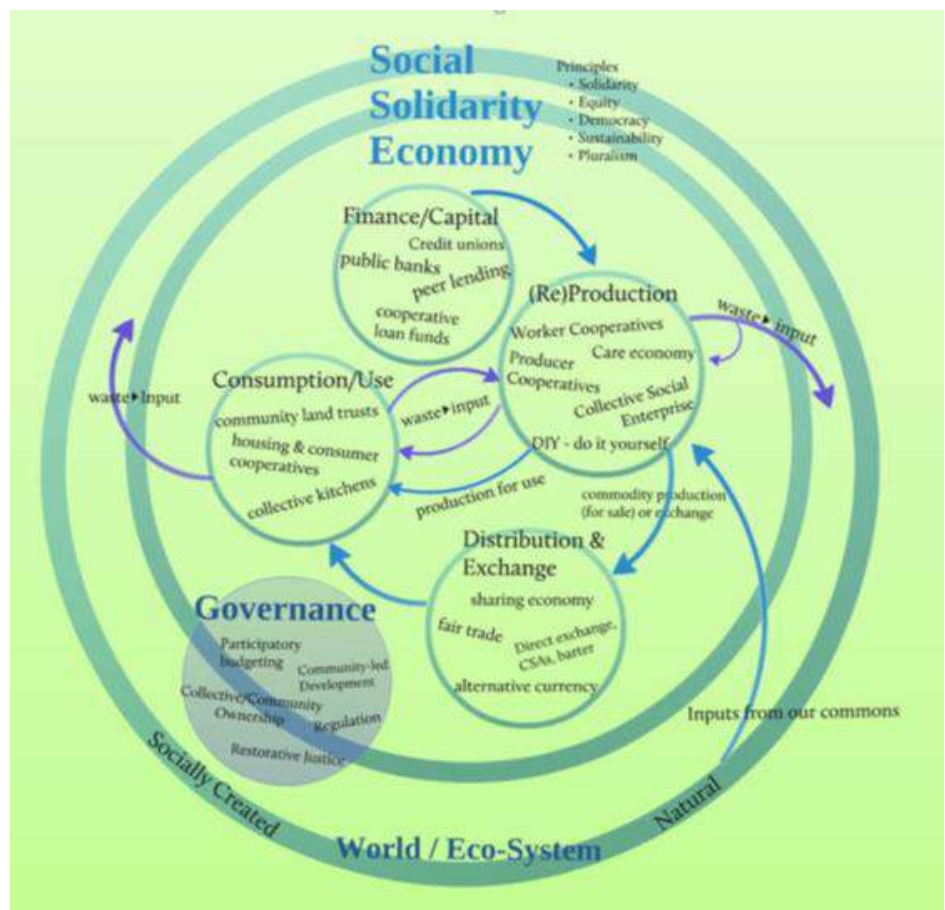 Social
Solidarity
Economy
Principles
• Solidarity
• Equity
• Democracy
• Sustainability
• Pluralism
Finance/Capital
Credit unions
public banks
peer lending
cooperative
loan funds
(Re)Production
Worker Cooperatives
Care economy
Producer
Cooperatives
Collective Social
Enterprise
DIY - do it yourself
waste▸input
Consumption/Use
community land trusts
housing & consumer
cooperatives
collective kitchens
waste▸Input
waste▸input
production for use
commodity production
(for sale) or exchange
Distribution &
Exchange
sharing economy
fair trade
Direct exchange,
CSAs, barter
alternative currency
Governance
Participatory
budgeting
Community-led
Development
Collective/Community
Ownership
Regulation
Restorative Justice
Inputs from our commons
Socially Created
Natural
World / Eco-System